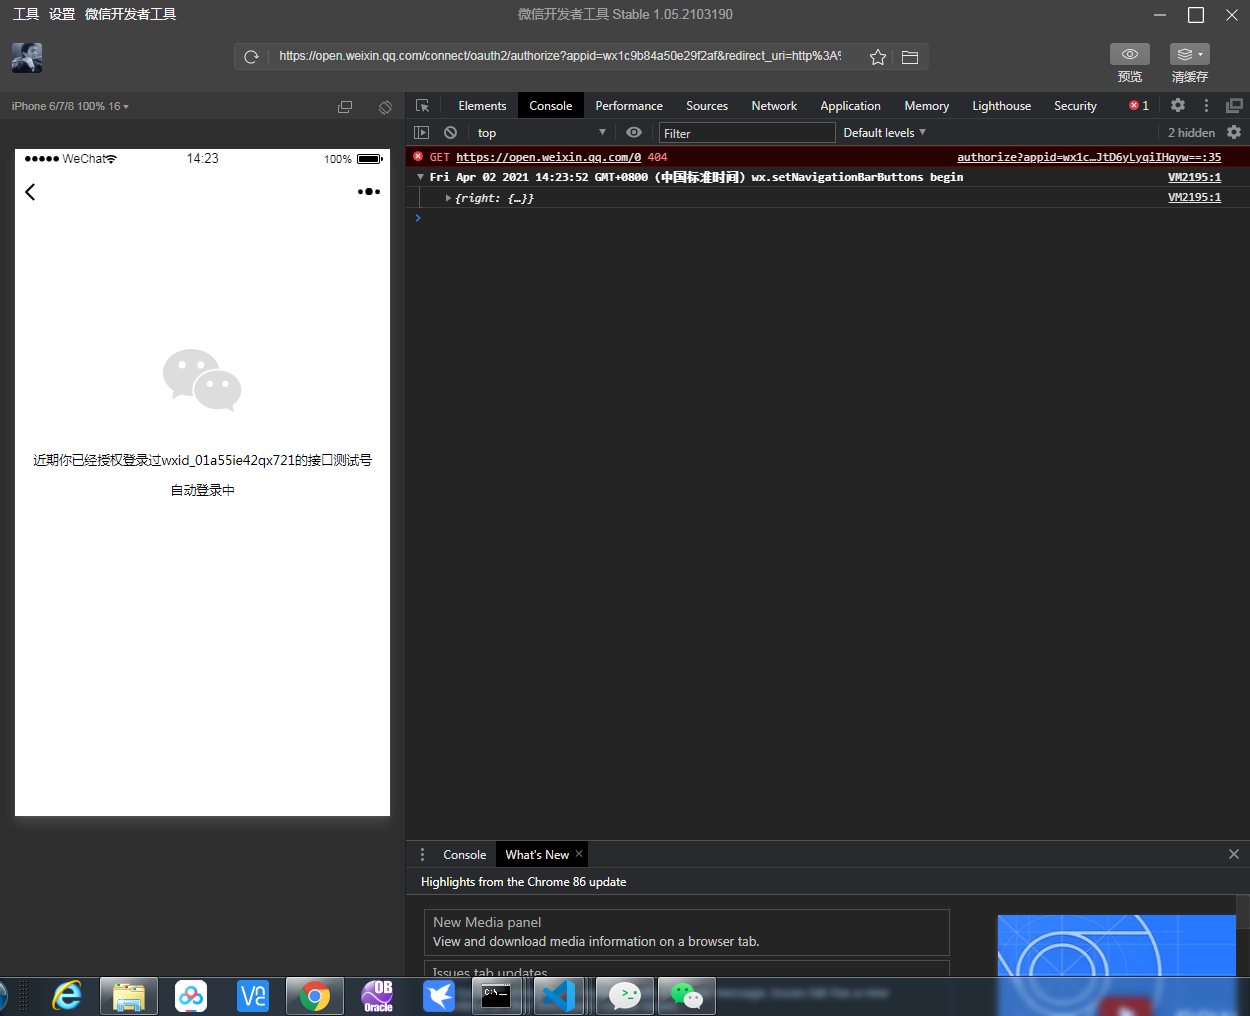 工具 设置 微信开发者工具
微信开发者工具 Stable 1.05.2103190
https://open.weixin.qq.com/connect/oauth2/authorize?appid=wx1c9b84a50e29f2af&redirect_uri=http%3A%
预览
清缓存
iPhone 6/7/8 100% 16
Elements Console Performance Sources Network Application Memory Lighthouse Security 1
top Filter Default levels 2 hidden
WeChat 14:23 100%
GET https://open.weixin.qq.com/0 404 authorize?appid=wx1c…JtD6yLyqiIHqyw==:35
Fri Apr 02 2021 14:23:52 GMT+0800 (中国标准时间) wx.setNavigationBarButtons begin VM2195:1
{right: {…}} VM2195:1
近期你已经授权登录过wxid_01a55ie42qx721的接口测试号
自动登录中
Console What's New
Highlights from the Chrome 86 update
New Media panel
View and download media information on a browser tab.
Issues tab updates
OB
Oracle
C:\